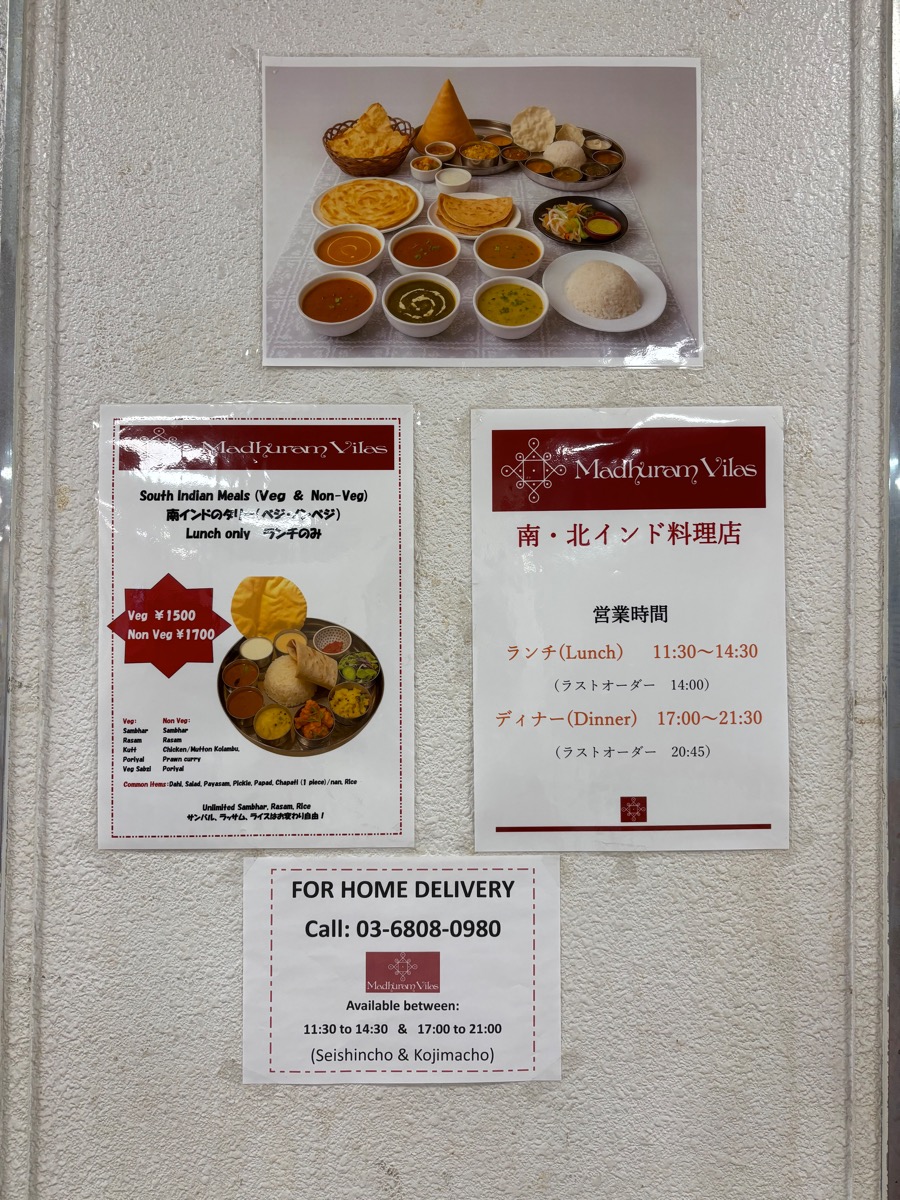 Madhuram Vilas
South Indian Meals (Veg & Non-Veg)
南インドのタリー(ベジ・ノンベジ)
Lunch only ランチのみ
Veg ¥1500
Non Veg ¥1700
Veg: Non Veg:
Sambhar Sambhar
Rasam Rasam
Kutt Chicken/Mutton Kolambu,
Poriyal Prawn curry
Veg Sabzi Poriyal
Common Items: Dahl, Salad, Payasam, Pickle, Papad, Chapati (1 piece)/nan, Rice
Unlimited Sambhar, Rasam, Rice
サンバル、ラッサム、ライスはお変わり自由!
Madhuram Vilas
南・北インド料理店
営業時間
ランチ(Lunch) 11:30～14:30
(ラストオーダー 14:00)
ディナー(Dinner) 17:00～21:30
(ラストオーダー 20:45)
FOR HOME DELIVERY
Call: 03-6808-0980
Madhuram Vilas
Available between:
11:30 to 14:30 & 17:00 to 21:00
(Seishincho & Kojimacho)